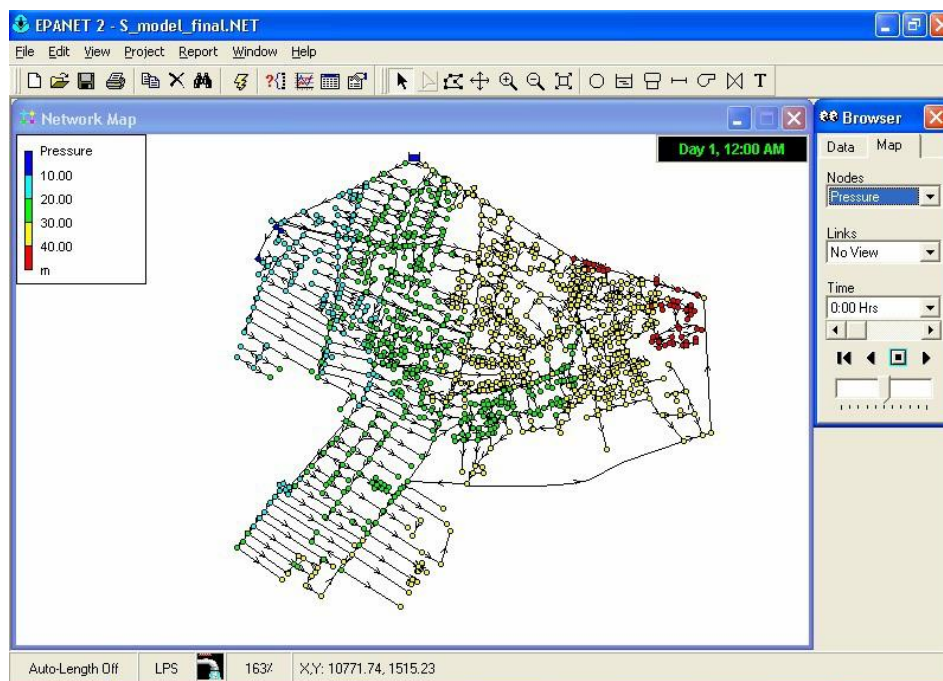 EPANET 2 - S_model_final.NET
File Edit View Project Report Window Help
T
Network Map
Browser
Pressure
10.00
20.00
30.00
40.00
m
Day 1, 12:00 AM
Data Map
Nodes
Pressure
Links
No View
Time
0:00 Hrs
Auto-Length Off LPS 163% X,Y: 10771.74, 1515.23